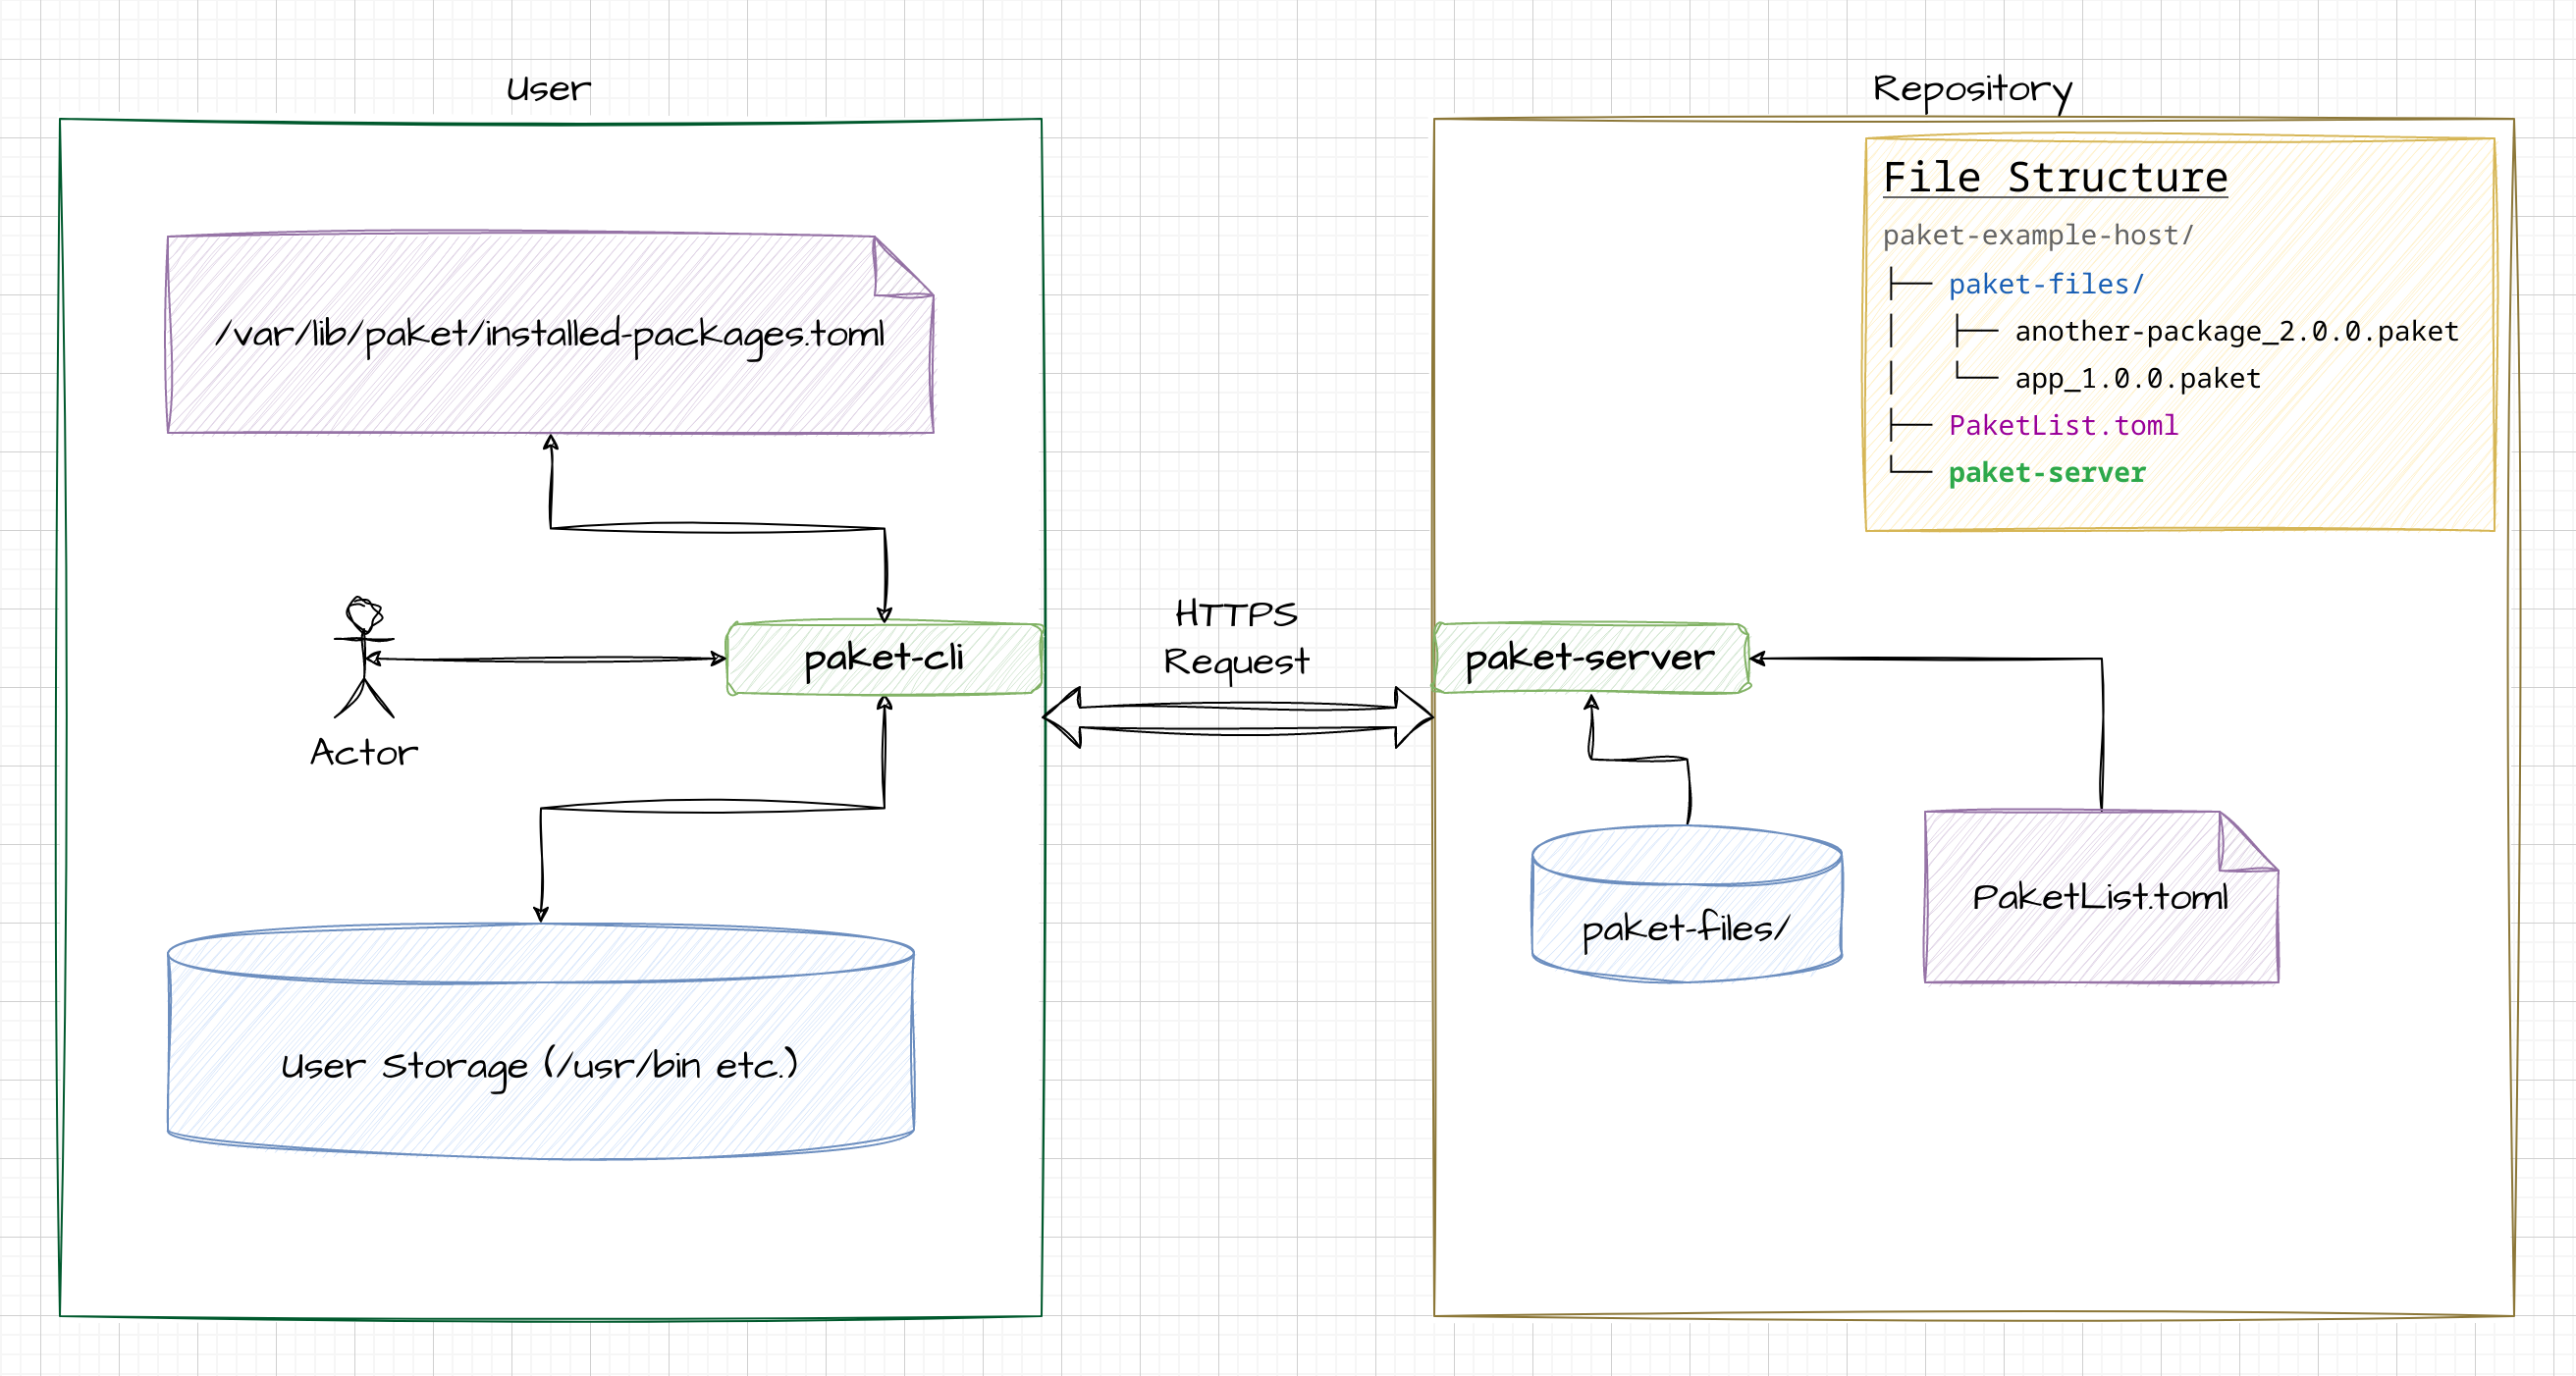 User
/var/lib/paket/installed-packages.toml
Actor
paket-cli
User Storage (/usr/bin etc.)
HTTPS
Request
Repository
File Structure
paket-example-host/
├── paket-files/
│   ├── another-package_2.0.0.paket
│   └── app_1.0.0.paket
├── PaketList.toml
└── paket-server
paket-server
paket-files/
PaketList.toml